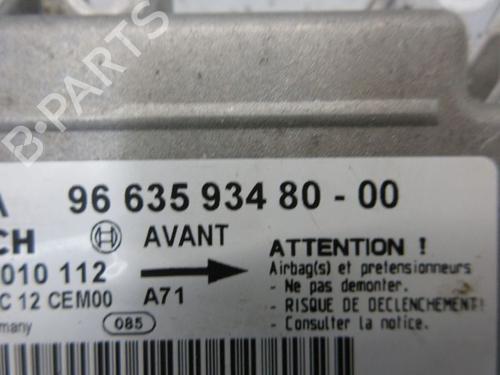 B-PARTS
A 96 635 934 80 - 00
CH AVANT
ATTENTION !
010 112
Airbag(s) et pretensionneurs
- Ne pas demonter.
C 12 CEM00 A71
- RISQUE DE DECLENCHEMENT!
many 085
- Consulter la notice.